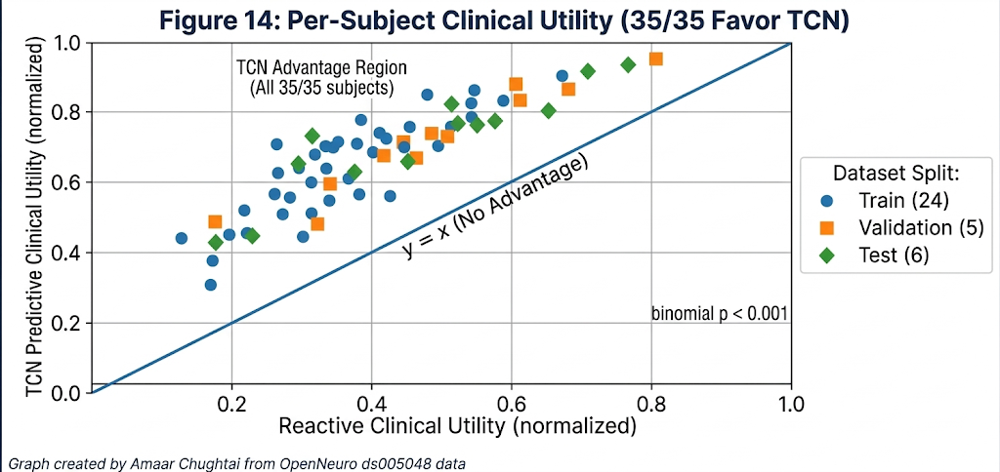 Figure 14: Per-Subject Clinical Utility (35/35 Favor TCN)
TCN Predictive Clinical Utility (normalized)
1.0
0.8
0.6
0.4
0.2
0.0
TCN Advantage Region
(All 35/35 subjects)
y = x (No Advantage)
binomial p < 0.001
0.2
0.4
0.6
0.8
1.0
Reactive Clinical Utility (normalized)
Dataset Split:
Train (24)
Validation (5)
Test (6)
Graph created by Amaar Chughtai from OpenNeuro ds005048 data